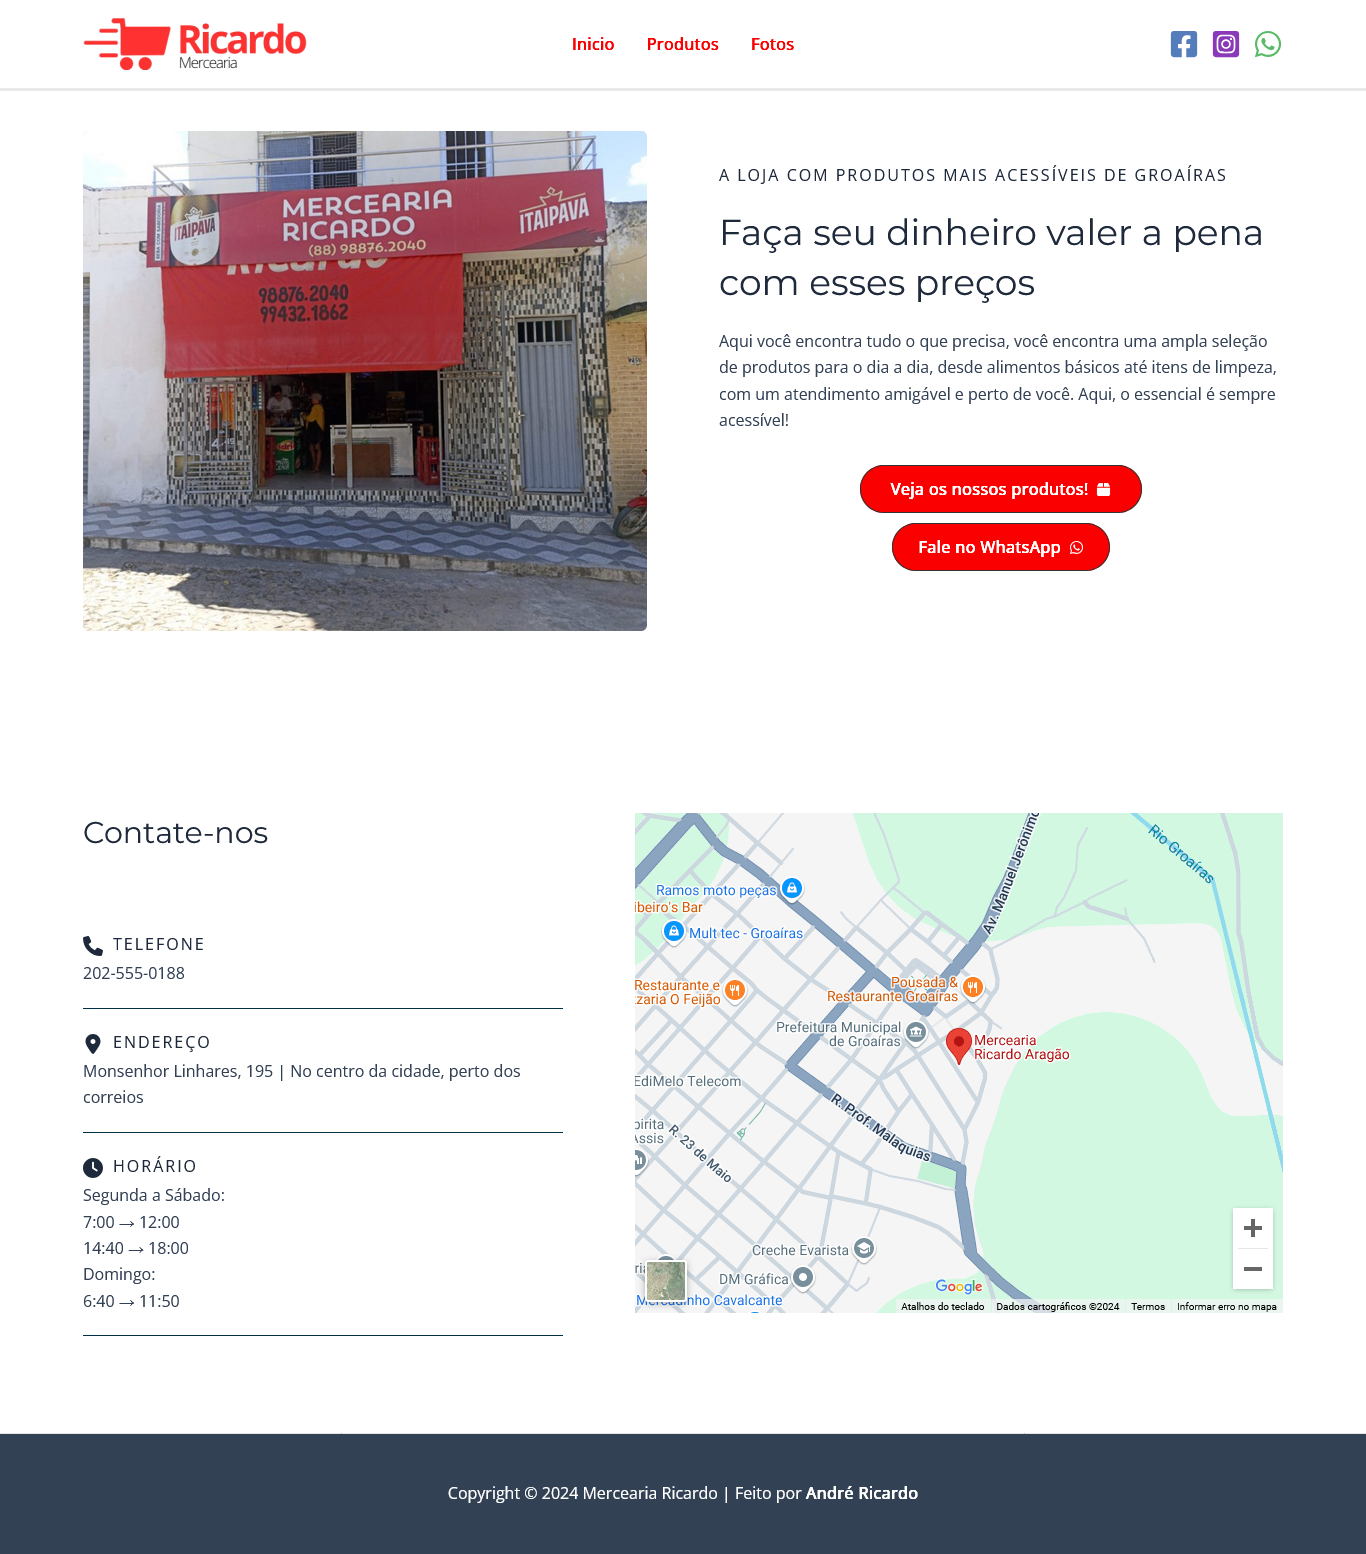 Ricardo
Mercearia
Inicio
Produtos
Fotos
MERCEARIA
RICARDO
(88) 98876.2040
ITAIPAVA
ITAIPAVA
Ricardo
98876.2040
99432.1862
A LOJA COM PRODUTOS MAIS ACESSÍVEIS DE GROAÍRAS
Faça seu dinheiro valer a pena
com esses preços
Aqui você encontra tudo o que precisa, você encontra uma ampla seleção
de produtos para o dia a dia, desde alimentos básicos até itens de limpeza,
com um atendimento amigável e perto de você. Aqui, o essencial é sempre
acessível!
Veja os nossos produtos!
Fale no WhatsApp
Contate-nos
TELEFONE
202-555-0188
ENDEREÇO
Monsenhor Linhares, 195 | No centro da cidade, perto dos
correios
HORÁRIO
Segunda a Sábado:
7:00 → 12:00
14:40 → 18:00
Domingo:
6:40 → 11:50
Rio Groaíras
Av. Manuel Jerônimo
Ramos moto peças
ibeiro's Bar
Mult tec - Groaíras
Restaurante e
zzaria O Feijão
Pousada &
Restaurante Groaíras
Prefeitura Municipal
de Groaíras
Mercearia
Ricardo Aragão
EdiMelo Telecom
R. Prof. Malaquias
pirita
Assis
R. 23 de Maio
Creche Evarista
DM Gráfica
Mercadinho Cavalcante
Google
Atalhos do teclado
Dados cartográficos ©2024
Termos
Informar erro no mapa
Copyright © 2024 Mercearia Ricardo | Feito por André Ricardo